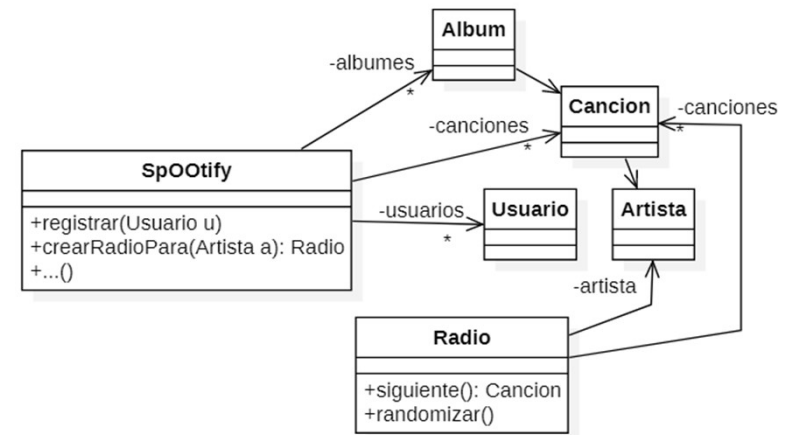 Album
-albumes
*
Cancion
-canciones
*
-canciones
*
SpOOtify
+registrar(Usuario u)
+crearRadioPara(Artista a): Radio
+...()
-usuarios
*
Usuario
Artista
-artista
Radio
+siguiente(): Cancion
+randomizar()